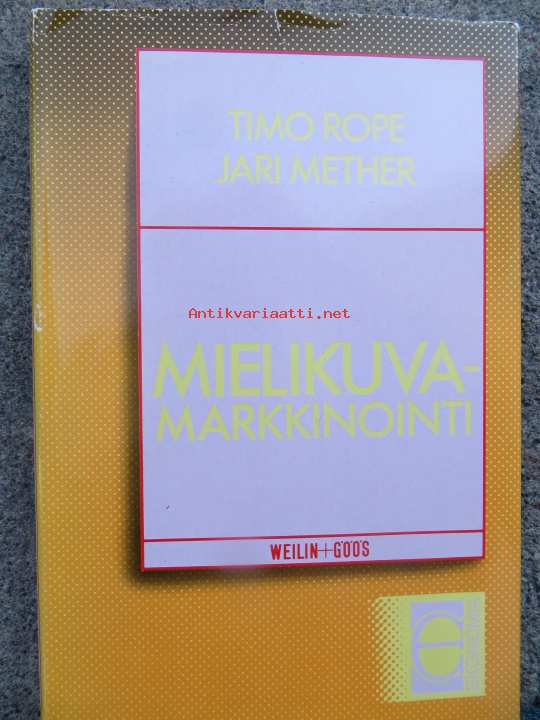 TIMO ROPE
JARI METHER
Antikvariaatti.net
MIELIKUVA-
MARKKINOINTI
WEILIN+GÖÖS